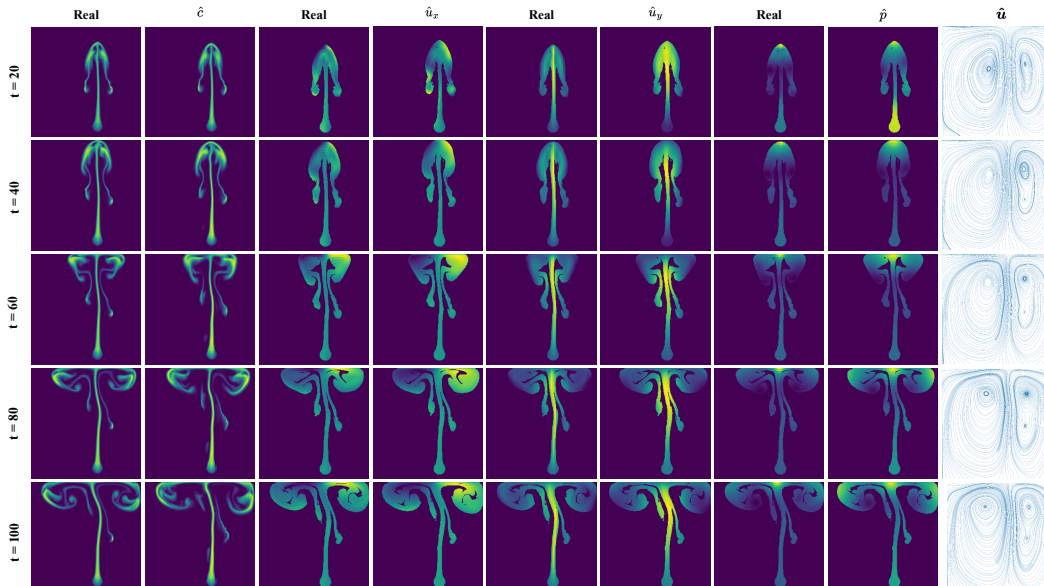 Real ĉ Real û_x Real û_y Real p̂ û
t = 20
t = 40
t = 60
t = 80
t = 100